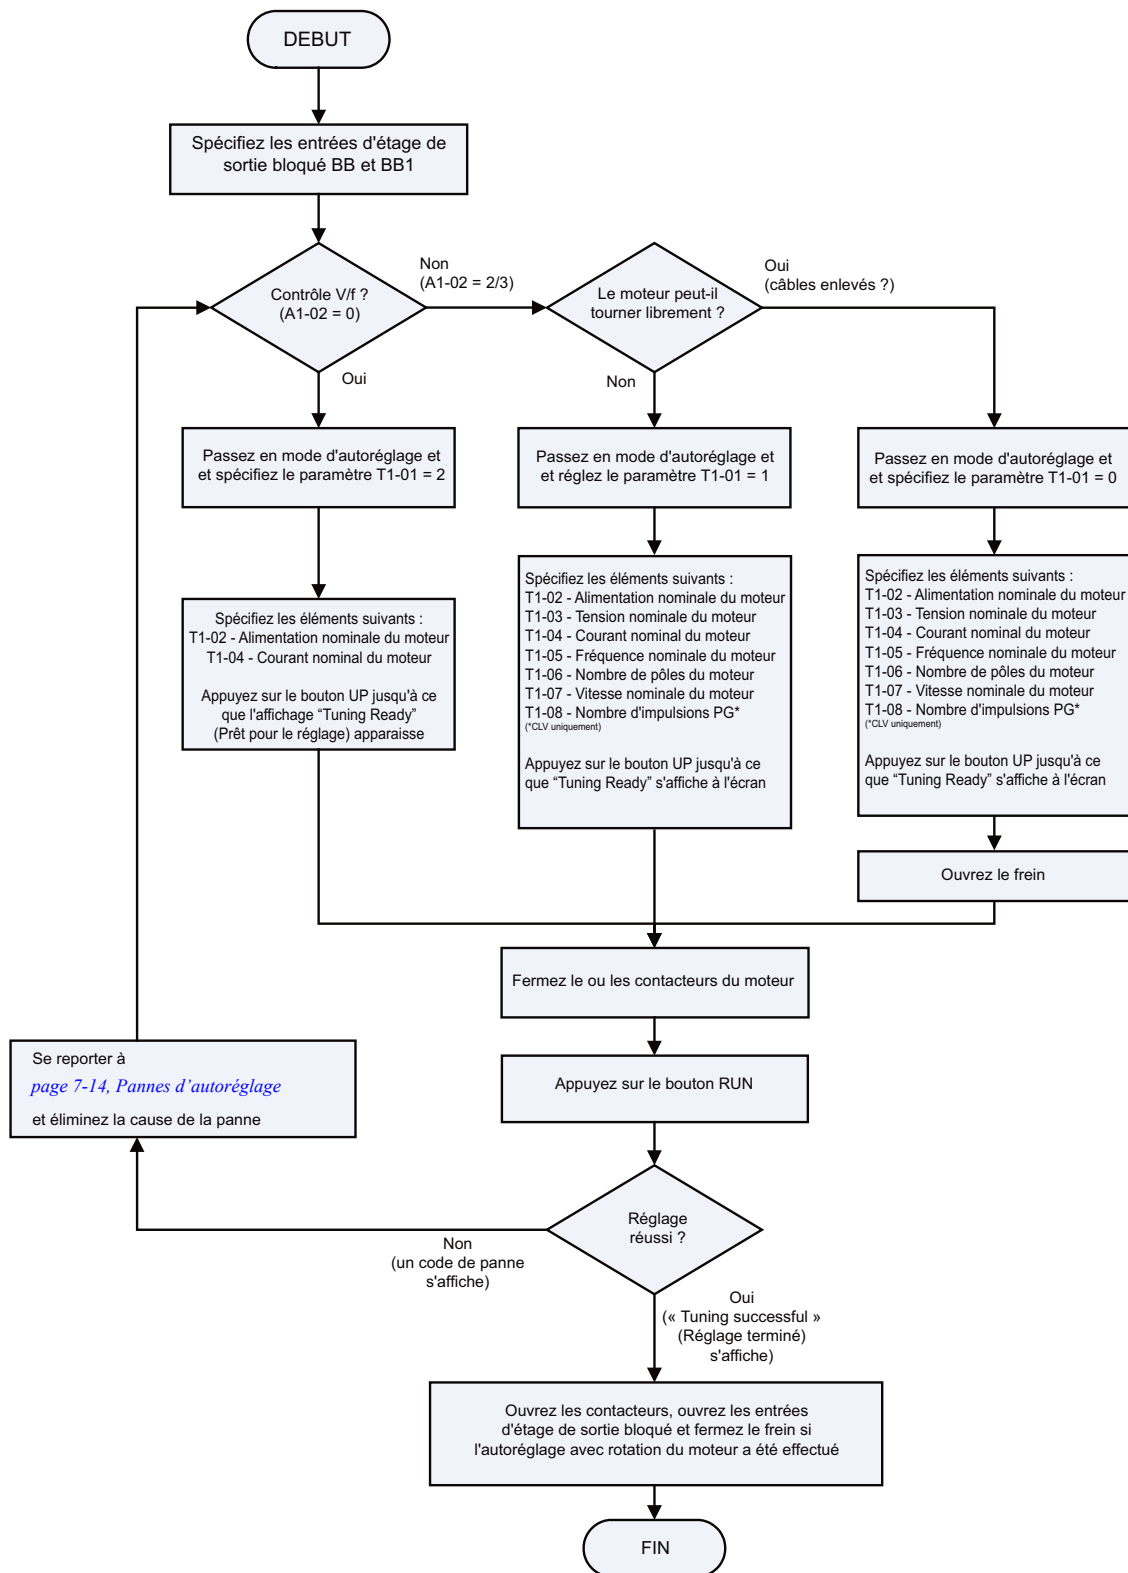 DEBUT
Spécifiez les entrées d'étage de
sortie bloqué BB et BB1
Contrôle V/f ?
(A1-02 = 0)
Non
(A1-02 = 2/3)
Le moteur peut-il
tourner librement ?
Oui
(câbles enlevés ?)
Oui
Non
Passez en mode d'autoréglage et
et spécifiez le paramètre T1-01 = 2
Passez en mode d'autoréglage et
et réglez le paramètre T1-01 = 1
Passez en mode d'autoréglage et
et spécifiez le paramètre T1-01 = 0
Spécifiez les éléments suivants :
T1-02 - Alimentation nominale du moteur
T1-04 - Courant nominal du moteur
Appuyez sur le bouton UP jusqu'à ce
que l'affichage “Tuning Ready”
(Prêt pour le réglage) apparaisse
Spécifiez les éléments suivants :
T1-02 - Alimentation nominale du moteur
T1-03 - Tension nominale du moteur
T1-04 - Courant nominal du moteur
T1-05 - Fréquence nominale du moteur
T1-06 - Nombre de pôles du moteur
T1-07 - Vitesse nominale du moteur
T1-08 - Nombre d'impulsions PG*
(*CLV uniquement)
Appuyez sur le bouton UP jusqu'à ce
que “Tuning Ready” s'affiche à l'écran
Spécifiez les éléments suivants :
T1-02 - Alimentation nominale du moteur
T1-03 - Tension nominale du moteur
T1-04 - Courant nominal du moteur
T1-05 - Fréquence nominale du moteur
T1-06 - Nombre de pôles du moteur
T1-07 - Vitesse nominale du moteur
T1-08 - Nombre d'impulsions PG*
(*CLV uniquement)
Appuyez sur le bouton UP jusqu'à ce
que “Tuning Ready” s'affiche à l'écran
Ouvrez le frein
Fermez le ou les contacteurs du moteur
Se reporter à
page 7-14, Pannes d’autoréglage
et éliminez la cause de la panne
Appuyez sur le bouton RUN
Réglage
réussi ?
Non
(un code de panne
s'affiche)
Oui
(« Tuning successful »
(Réglage terminé)
s'affiche)
Ouvrez les contacteurs, ouvrez les entrées
d'étage de sortie bloqué et fermez le frein si
l'autoréglage avec rotation du moteur a été effectué
FIN